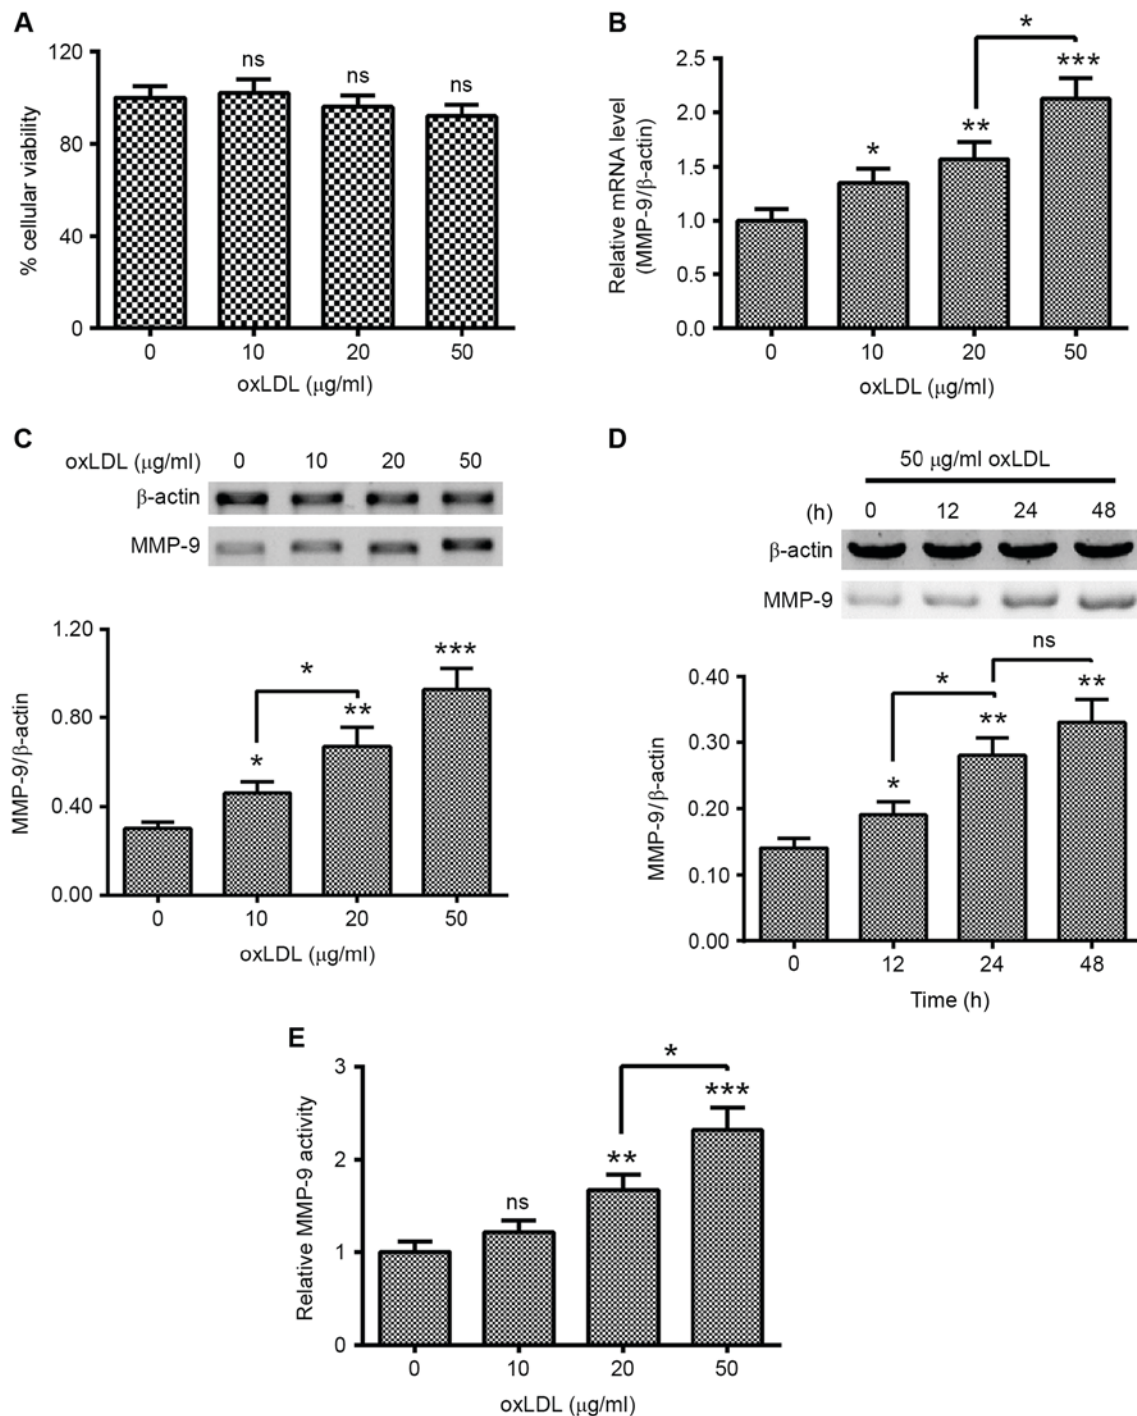 A
120
80
40
0
% cellular viability
ns
ns
ns
0 10 20 50
oxLDL (μg/ml)
B
*
2.5
2.0
1.5
1.0
0.5
0.0
Relative mRNA level
(MMP-9/β-actin)
*
**
***
0 10 20 50
oxLDL (μg/ml)
C
oxLDL (μg/ml) 0 10 20 50
β-actin
MMP-9
1.20
0.80
0.40
0.00
MMP-9/β-actin
*
*
**
***
0 10 20 50
oxLDL (μg/ml)
D
50 μg/ml oxLDL
(h) 0 12 24 48
β-actin
MMP-9
ns
*
0.40
0.30
0.20
0.10
0.00
MMP-9/β-actin
*
**
**
0 12 24 48
Time (h)
E
*
3
2
1
0
Relative MMP-9 activity
ns
**
***
0 10 20 50
oxLDL (μg/ml)